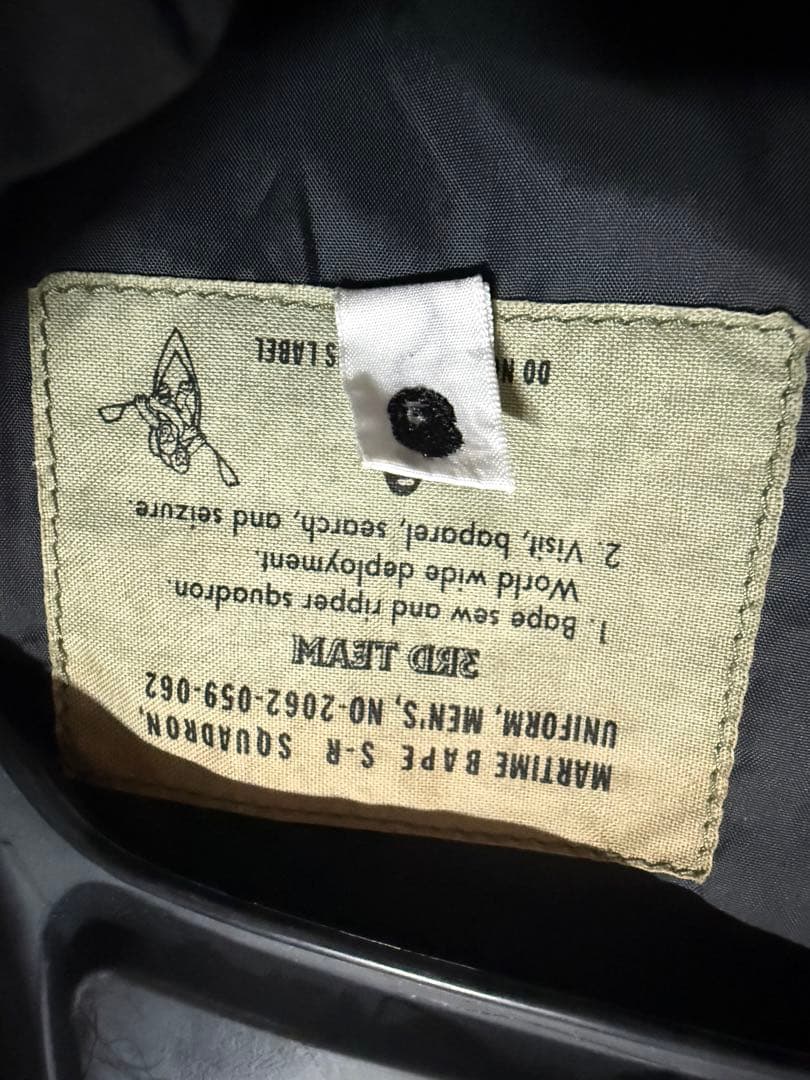 MARTIME BAPE S-R SQUADRON,
UNIFORM, MEN'S, NO-2062-059-062
3RD TEAM
1. Bape sew and ripper squadron.
World wide deployment.
2. Visit, baparel, search, and seizure.
DO LABEL